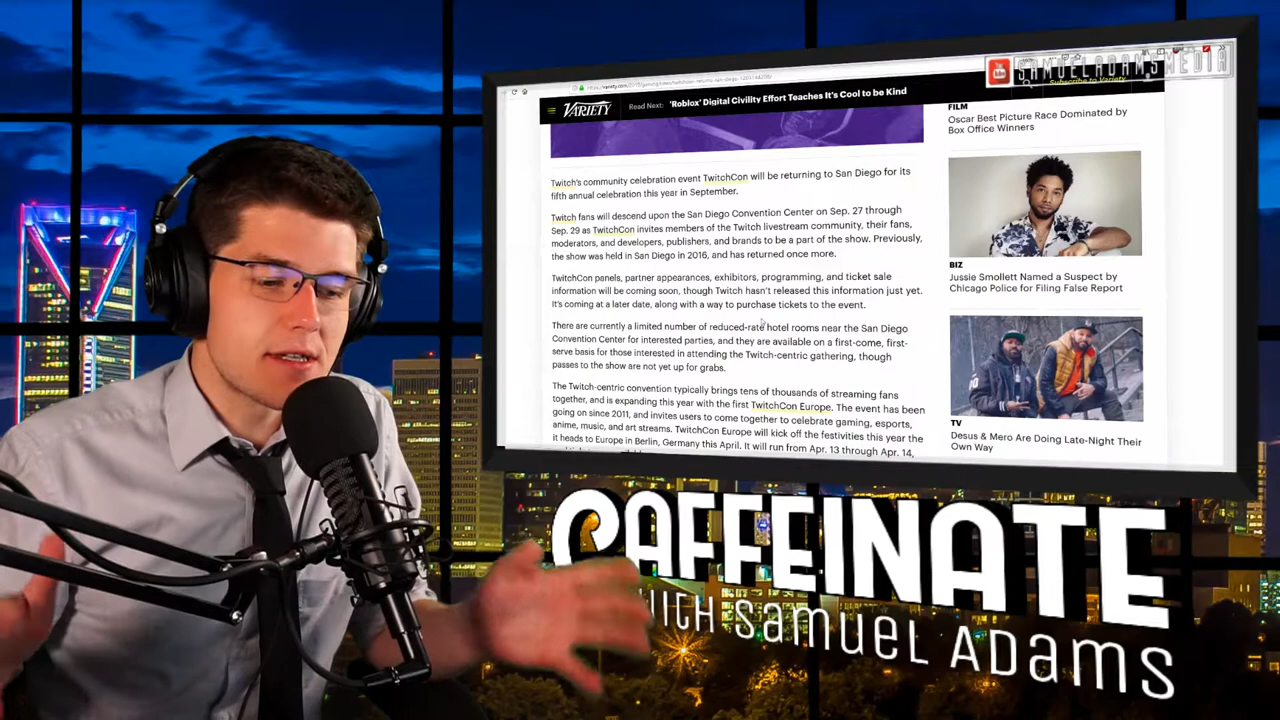 SAMUELADAMSMEDIA
Subscribe to Variety
VARIETY
Read Next: 'Roblox' Digital Civility Effort Teaches It's Cool to be Kind
Twitch's community celebration event TwitchCon will be returning to San Diego for its
fifth annual celebration this year in September.
Twitch fans will descend upon the San Diego Convention Center on Sep. 27 through
Sep. 29 as TwitchCon invites members of the Twitch livestream community, their fans,
moderators, and developers, publishers, and brands to be a part of the show. Previously,
the show was held in San Diego in 2016, and has returned once more.
TwitchCon panels, partner appearances, exhibitors, programming, and ticket sale
information will be coming soon, though Twitch hasn't released this information just yet.
It's coming at a later date, along with a way to purchase tickets to the event.
There are currently a limited number of reduced-rate hotel rooms near the San Diego
Convention Center for interested parties, and they are available on a first-come, first-
serve basis for those interested in attending the Twitch-centric gathering, though
passes to the show are not yet up for grabs.
The Twitch-centric convention typically brings tens of thousands of streaming fans
together, and is expanding this year with the first TwitchCon Europe. The event has been
going on since 2011, and invites users to come together to celebrate gaming, esports,
anime, music, and art streams. TwitchCon Europe will kick off the festivities this year the
it heads to Europe in Berlin, Germany this April. It will run from Apr. 13 through Apr. 14,
FILM
Oscar Best Picture Race Dominated by
Box Office Winners
BIZ
Jussie Smollett Named a Suspect by
Chicago Police for Filing False Report
TV
Desus & Mero Are Doing Late-Night Their
Own Way
CAFFEINATE
WITH SAMUEL ADAMS